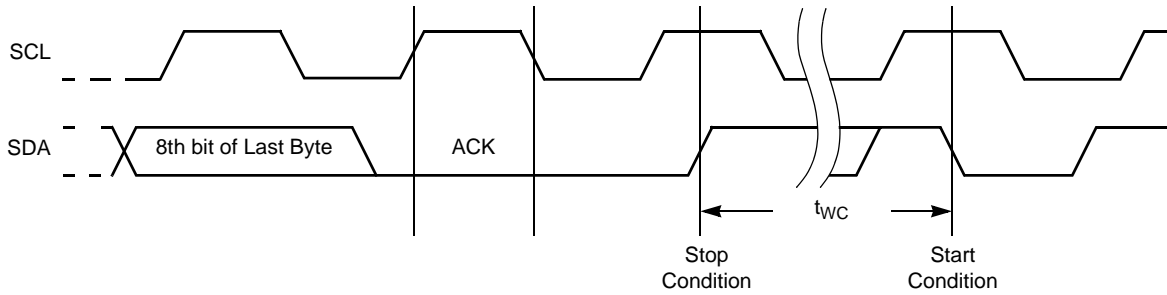 SCL
SDA
8th bit of Last Byte
ACK
tWC
Stop
Condition
Start
Condition